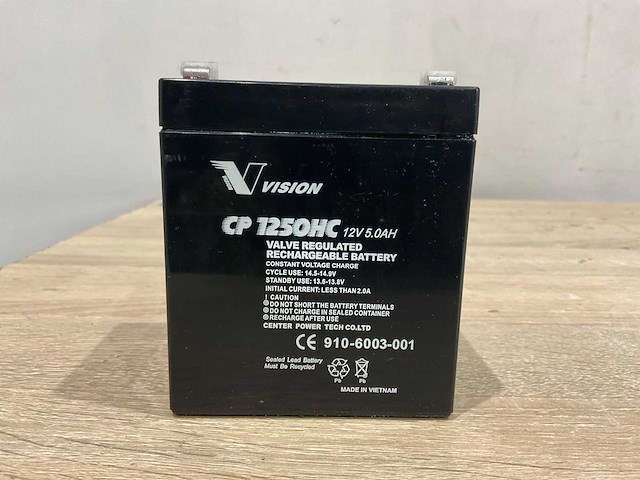 V VISION
CP 1250HC 12V 5.0AH
VALVE REGULATED
RECHARGEABLE BATTERY
CONSTANT VOLTAGE CHARGE
CYCLE USE: 14.5-14.9V
STANDBY USE: 13.6-13.8V
INITIAL CURRENT: LESS THAN 2.0A
CAUTION
DO NOT SHORT THE BATTERY TERMINALS
DO NOT CHARGE IN SEALED CONTAINER
RECHARGE AFTER USE
CENTER POWER TECH CO.LTD
CE 910-6003-001
Sealed Lead Battery
Must Be Recycled
Pb Pb
MADE IN VIETNAM